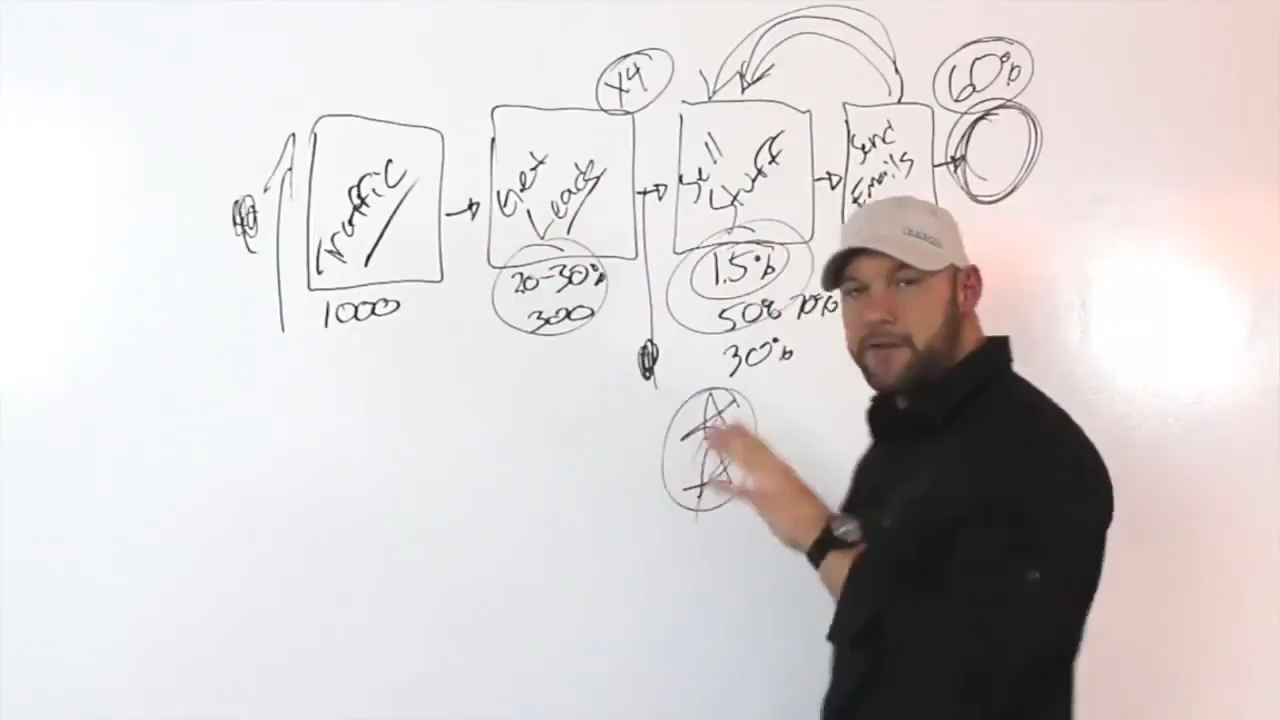 X4
60%
Traffic
Get
Leads
Sell
Stuff
Send
Emails
1000
20-30%
300
1.5%
50% 70%
30%